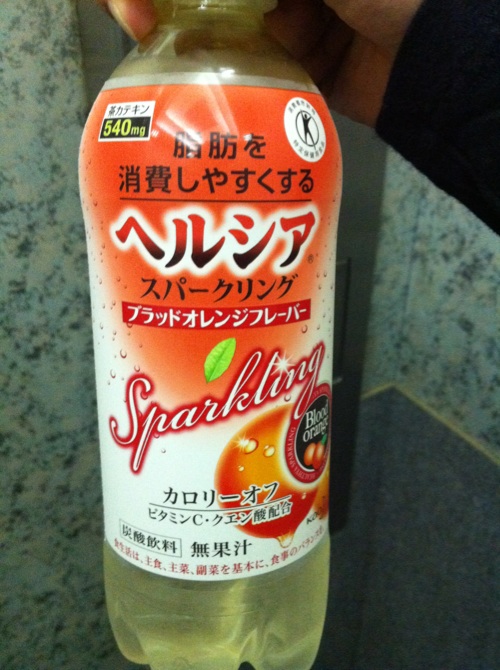 茶カテキン
540mg
脂肪を
消費しやすくする
ヘルシア®
スパークリング
ブラッドオレンジフレーバー
Sparkling
Blood
orange
カロリーオフ
ビタミンC・クエン酸配合
炭酸飲料 無果汁
食生活は、主食、主菜、副菜を基本に、食事のバランスを